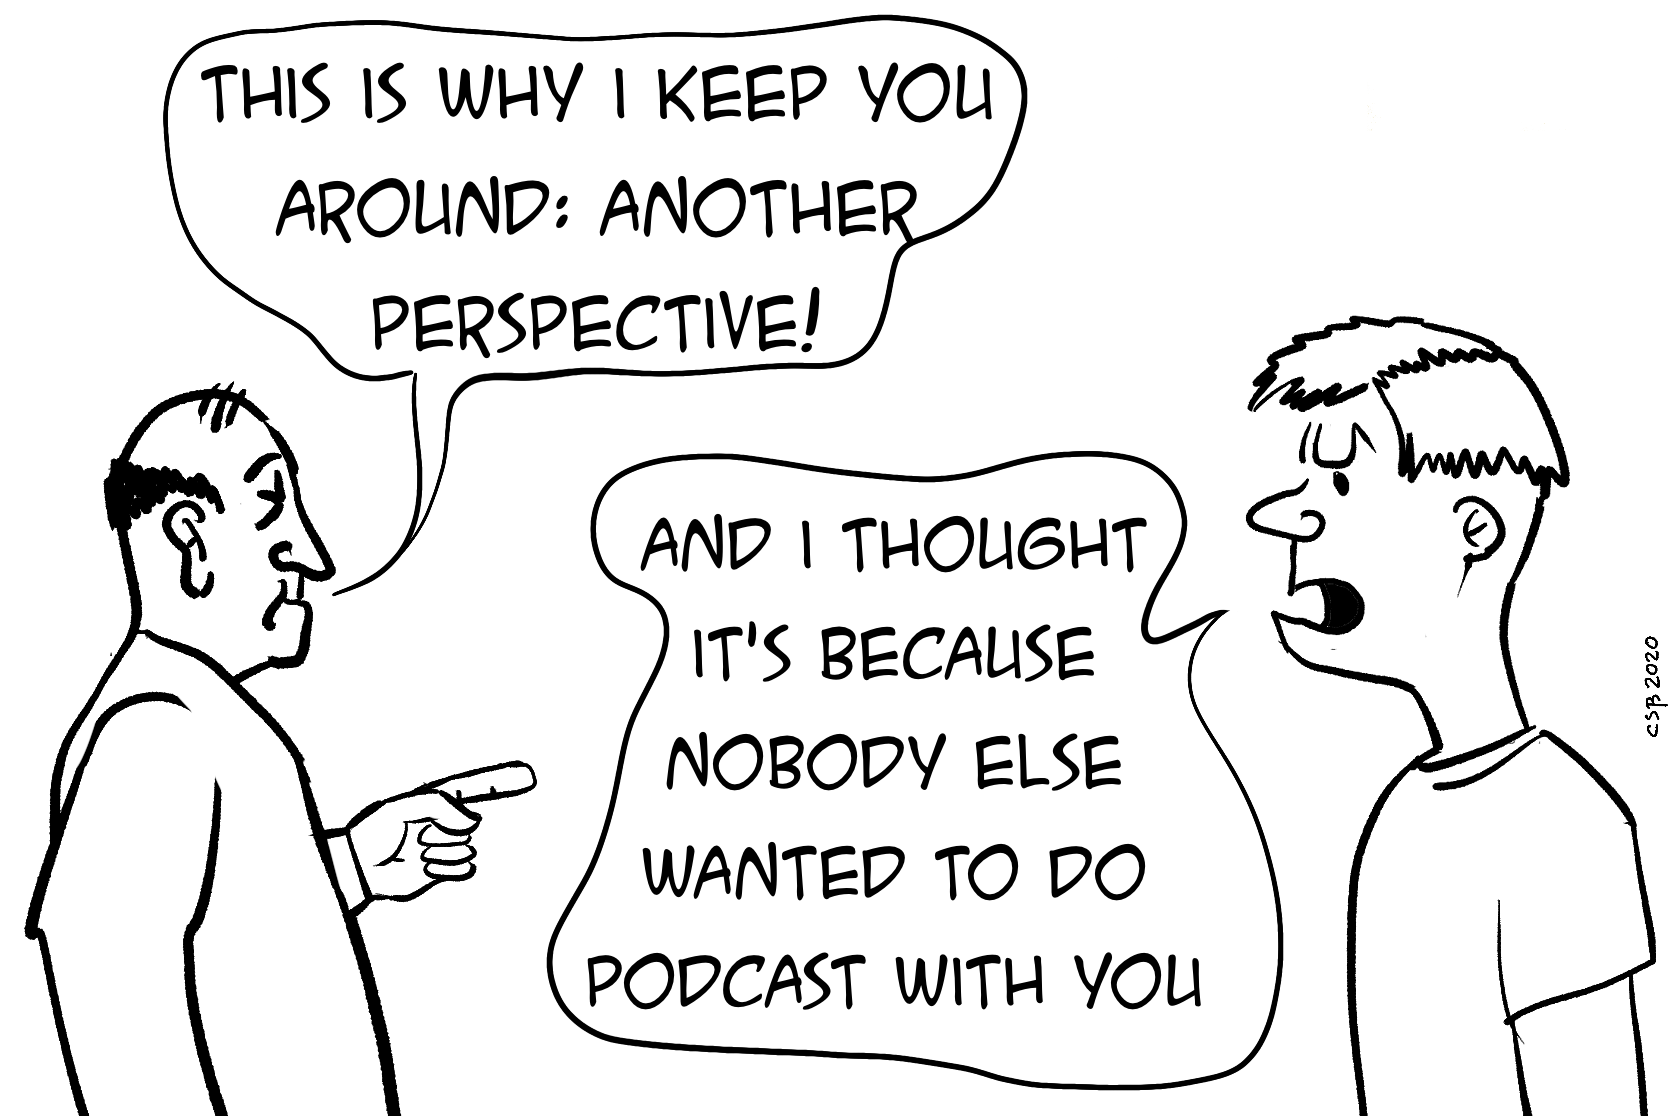 THIS IS WHY I KEEP YOU
AROUND: ANOTHER
PERSPECTIVE!
AND I THOUGHT
IT'S BECAUSE
NOBODY ELSE
WANTED TO DO
PODCAST WITH YOU
CSB 2020